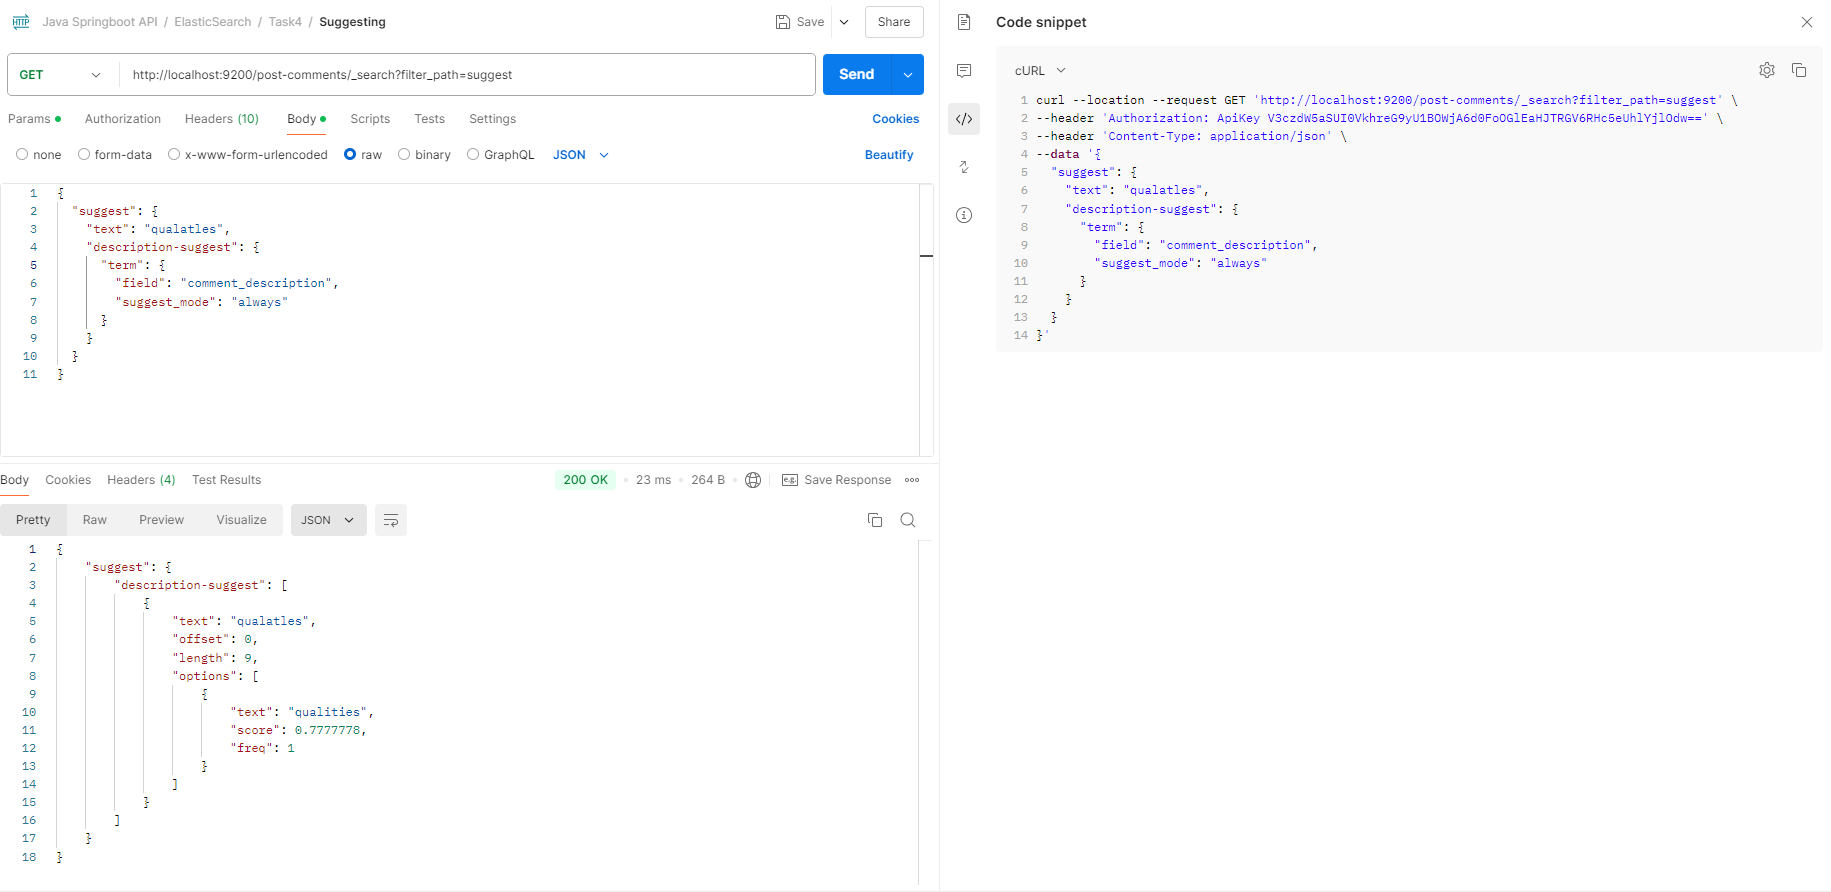 Java Springboot API / ElasticSearch / Task4 / Suggesting
Save
Share
GET
http://localhost:9200/post-comments/_search?filter_path=suggest
Send
Params
Authorization
Headers (10)
Body
Scripts
Tests
Settings
Cookies
none
form-data
x-www-form-urlencoded
raw
binary
GraphQL
JSON
Beautify
1 {
2 "suggest": {
3 "text": "qualatles",
4 "description-suggest": {
5 "term": {
6 "field": "comment_description",
7 "suggest_mode": "always"
8 }
9 }
10 }
11 }
Body
Cookies
Headers (4)
Test Results
200 OK
23 ms
264 B
Save Response
Pretty
Raw
Preview
Visualize
JSON
1 {
2 "suggest": {
3 "description-suggest": [
4 {
5 "text": "qualatles",
6 "offset": 0,
7 "length": 9,
8 "options": [
9 {
10 "text": "qualities",
11 "score": 0.7777778,
12 "freq": 1
13 }
14 ]
15 }
16 ]
17 }
18 }
Code snippet
cURL
1 curl --location --request GET 'http://localhost:9200/post-comments/_search?filter_path=suggest' \
2 --header 'Authorization: ApiKey V3czdW5aSUI0VkhreG9yU1BOWjA6d0FoOGlEaHJTRGV6RHc5eUhlYjlOdw==' \
3 --header 'Content-Type: application/json' \
4 --data '{
5 "suggest": {
6 "text": "qualatles",
7 "description-suggest": {
8 "term": {
9 "field": "comment_description",
10 "suggest_mode": "always"
11 }
12 }
13 }
14 }'